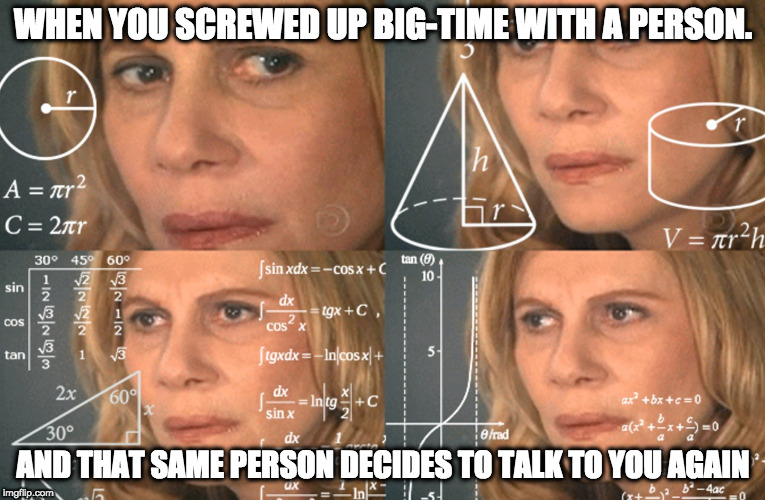 WHEN YOU SCREWED UP BIG-TIME WITH A PERSON.
r
A = πr²
C = 2πr
3
h
r
r
V = πr²h
30° 45° 60°
sin 1/2 √2/2 √3/2
cos √3/2 √2/2 1/2
tan √3/3 1 √3
2x 60° x
30°
∫sin xdx = −cos x + C
∫dx/cos² x = tgx + C ,
∫tgxdx = −ln|cos x| +
∫dx/sin x = ln|tg x/2| + C
tan (θ)
10
5
θ/rad
-5
ax² + bx + c = 0
a(x² + b/a x + c/a) = 0
AND THAT SAME PERSON DECIDES TO TALK TO YOU AGAIN
imgflip.com